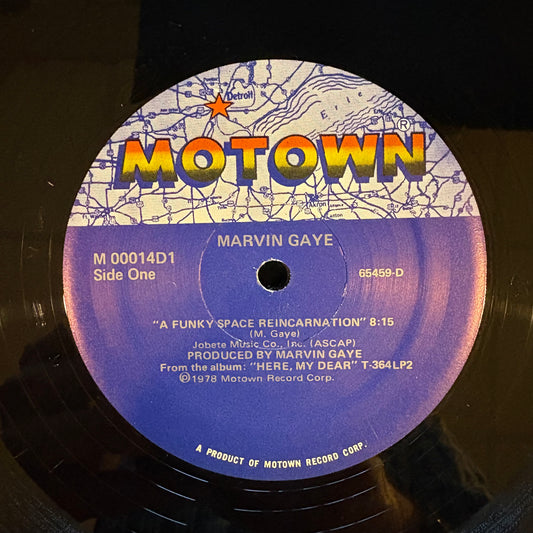 Detroit
Erie
MOTOWN®
Akron
MARVIN GAYE
M 00014D1
Side One
65459-D
"A FUNKY SPACE REINCARNATION" 8:15
(M. Gaye)
Jobete Music Co., Inc. (ASCAP)
PRODUCED BY MARVIN GAYE
From the album: "HERE, MY DEAR" T-364LP2
℗1978 Motown Record Corp.
A PRODUCT OF MOTOWN RECORD CORP.